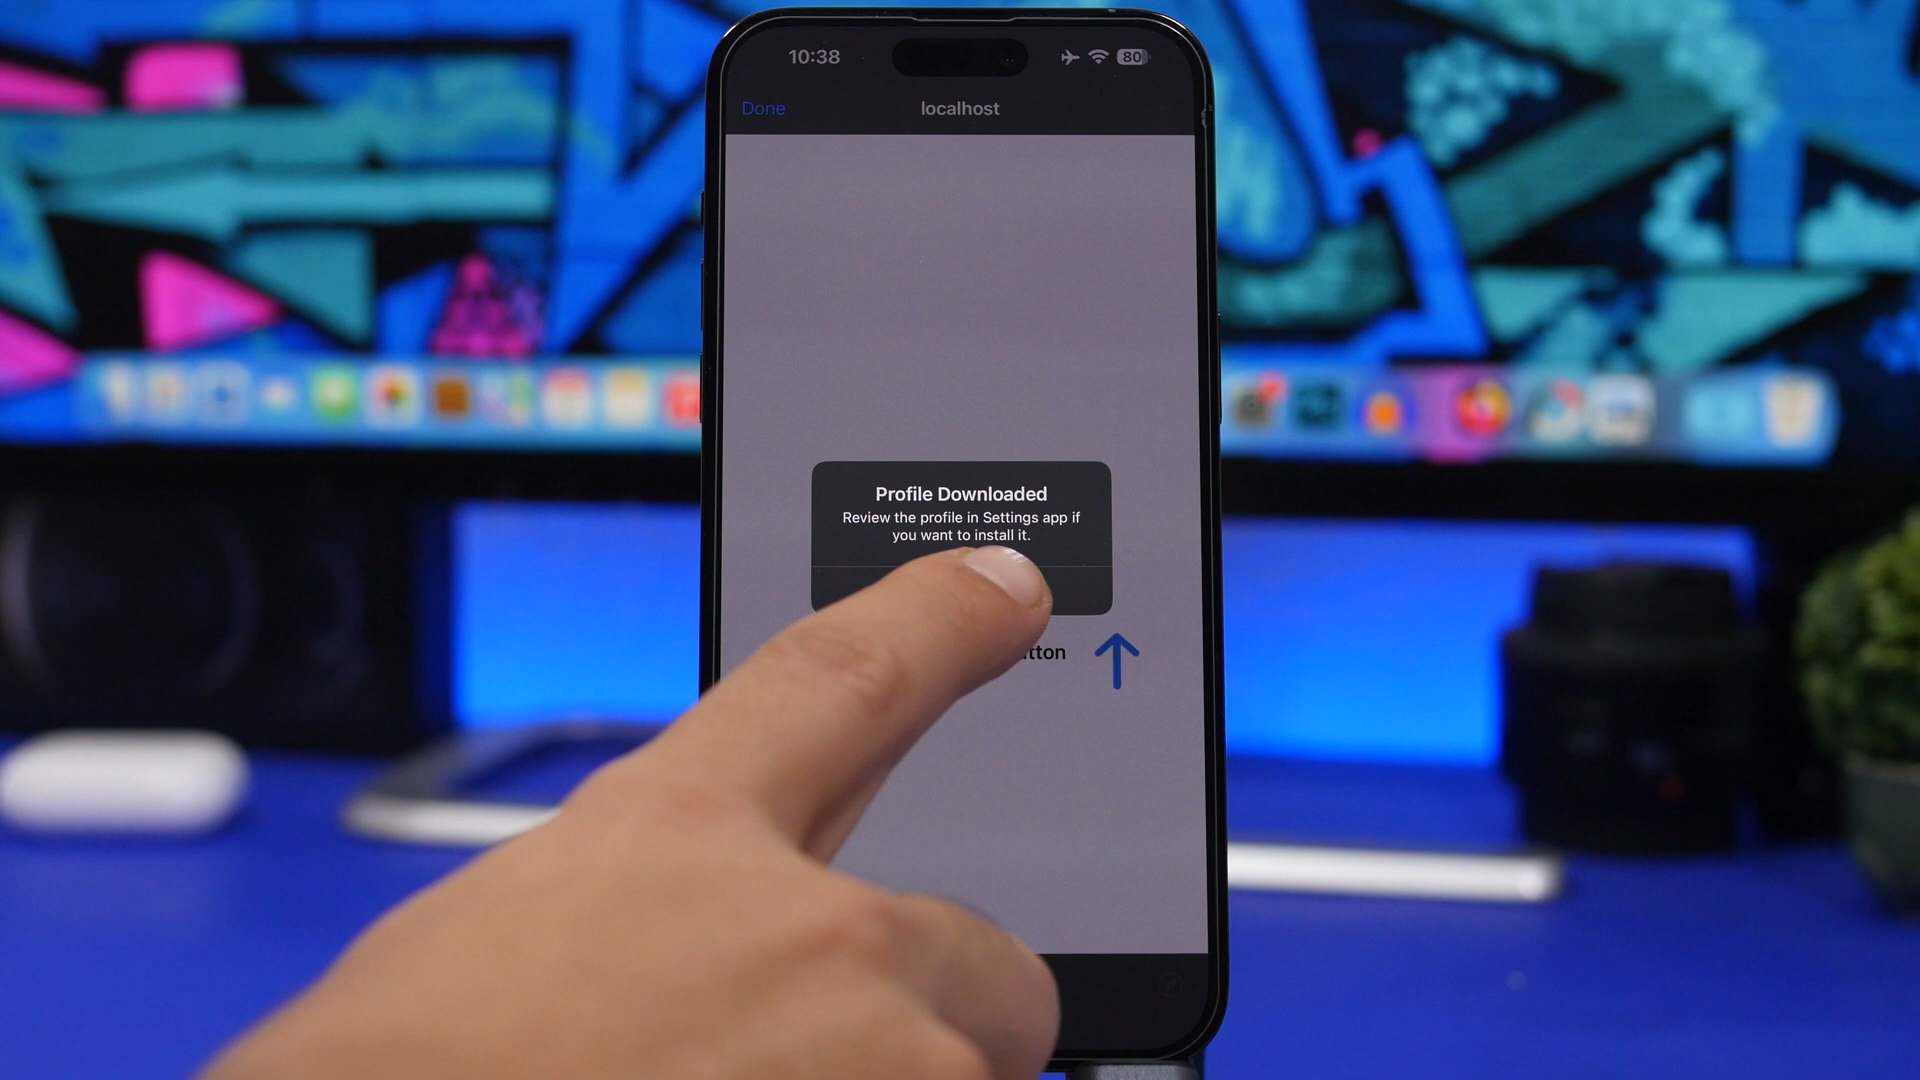 10:38
80
Done
localhost
Profile Downloaded
Review the profile in Settings app if
you want to install it.